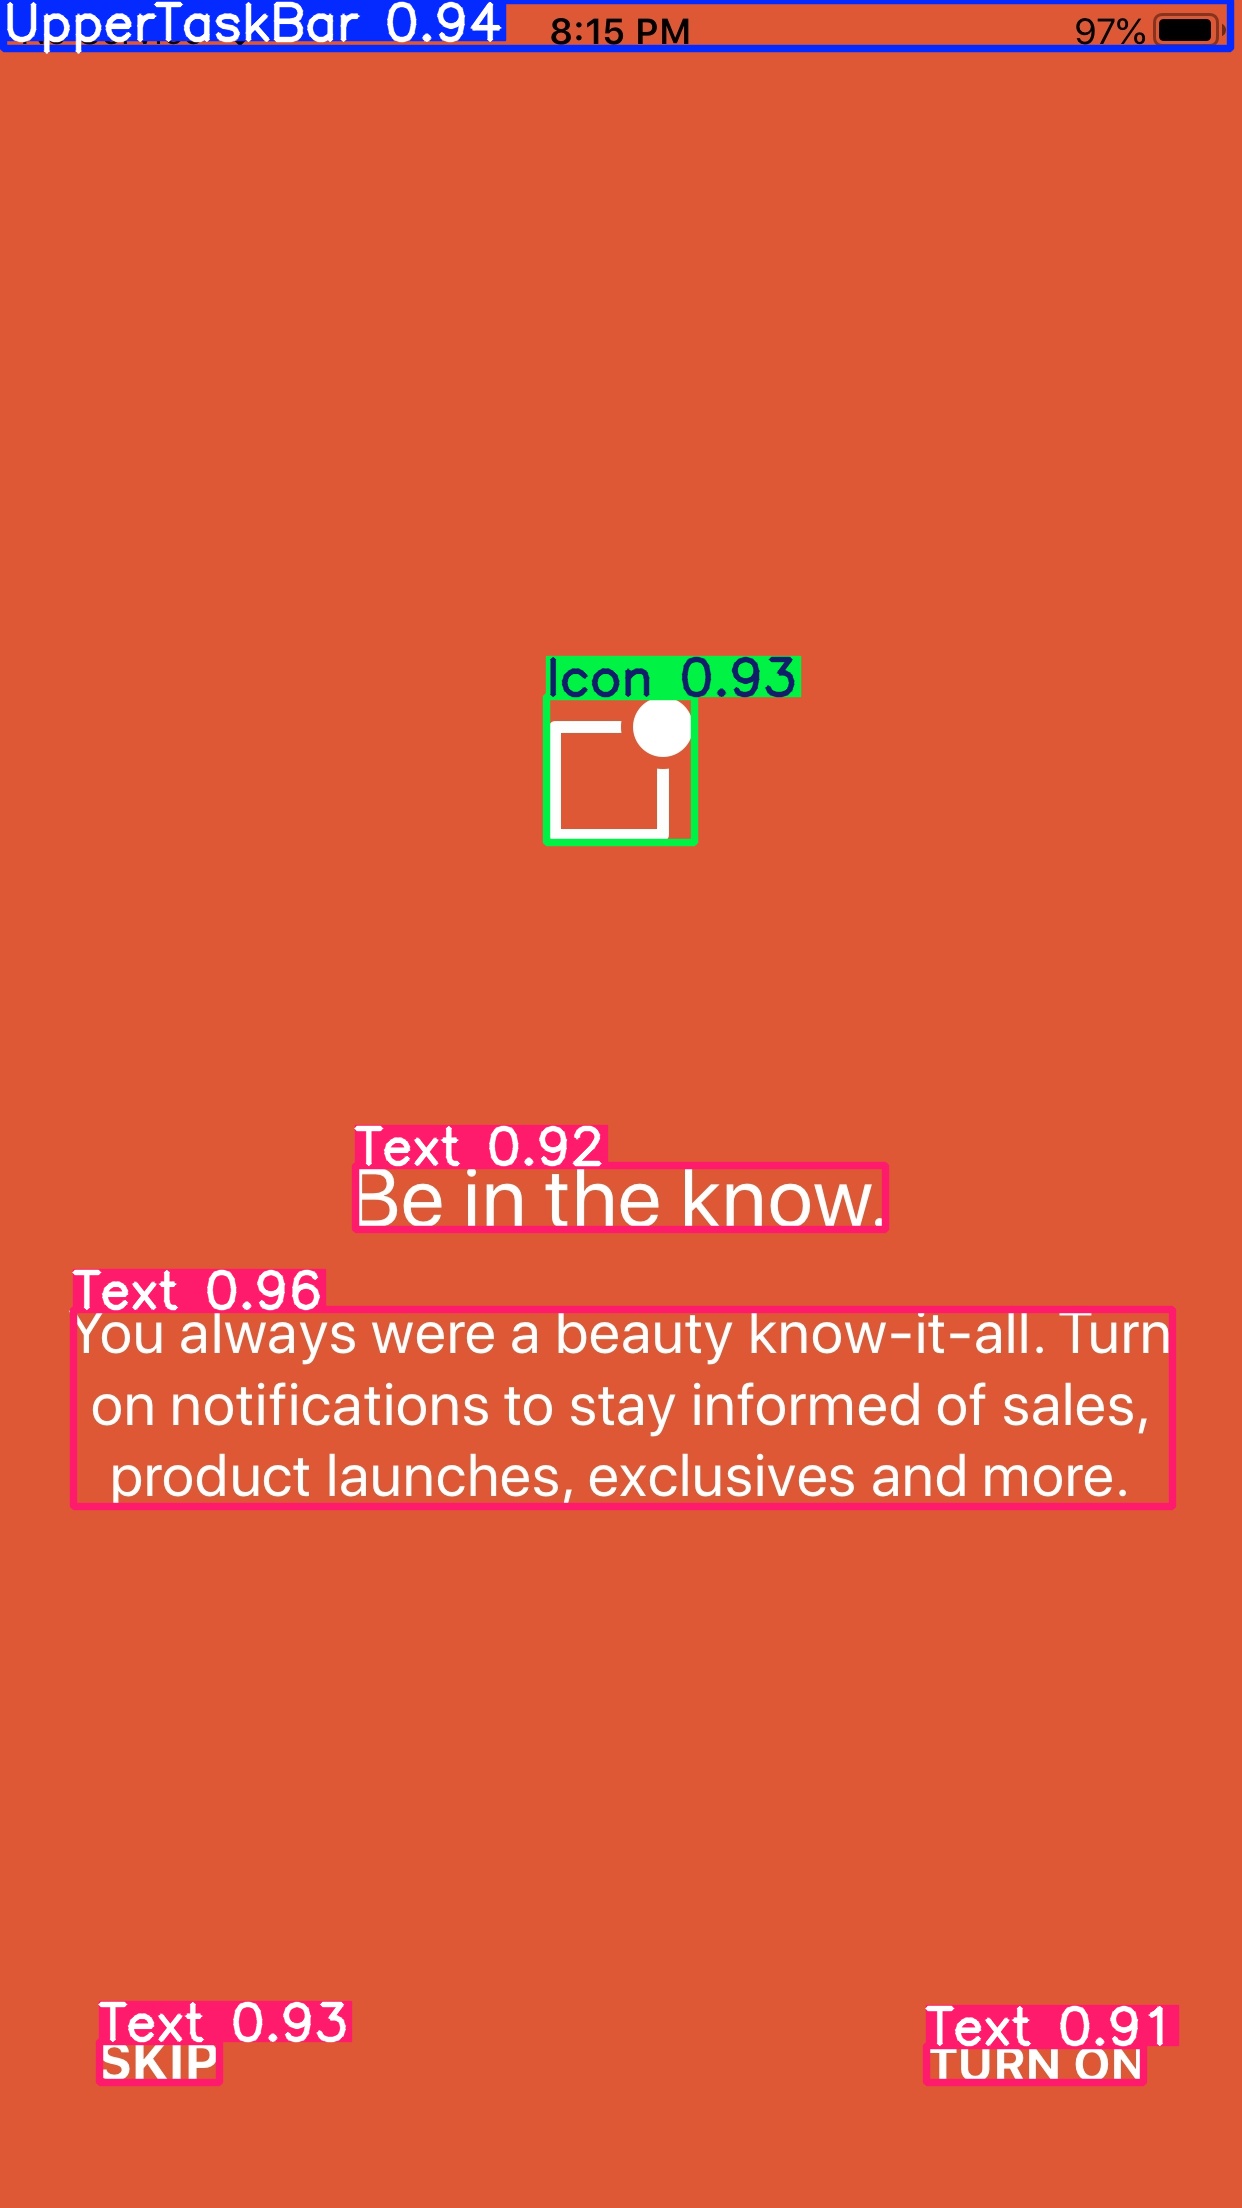 UpperTaskBar 0.94
8:15 PM
97%
Icon 0.93
Text 0.92
Be in the know.
Text 0.96
You always were a beauty know-it-all. Turn
on notifications to stay informed of sales,
product launches, exclusives and more.
Text 0.93
Text 0.91
SKIP
TURN ON